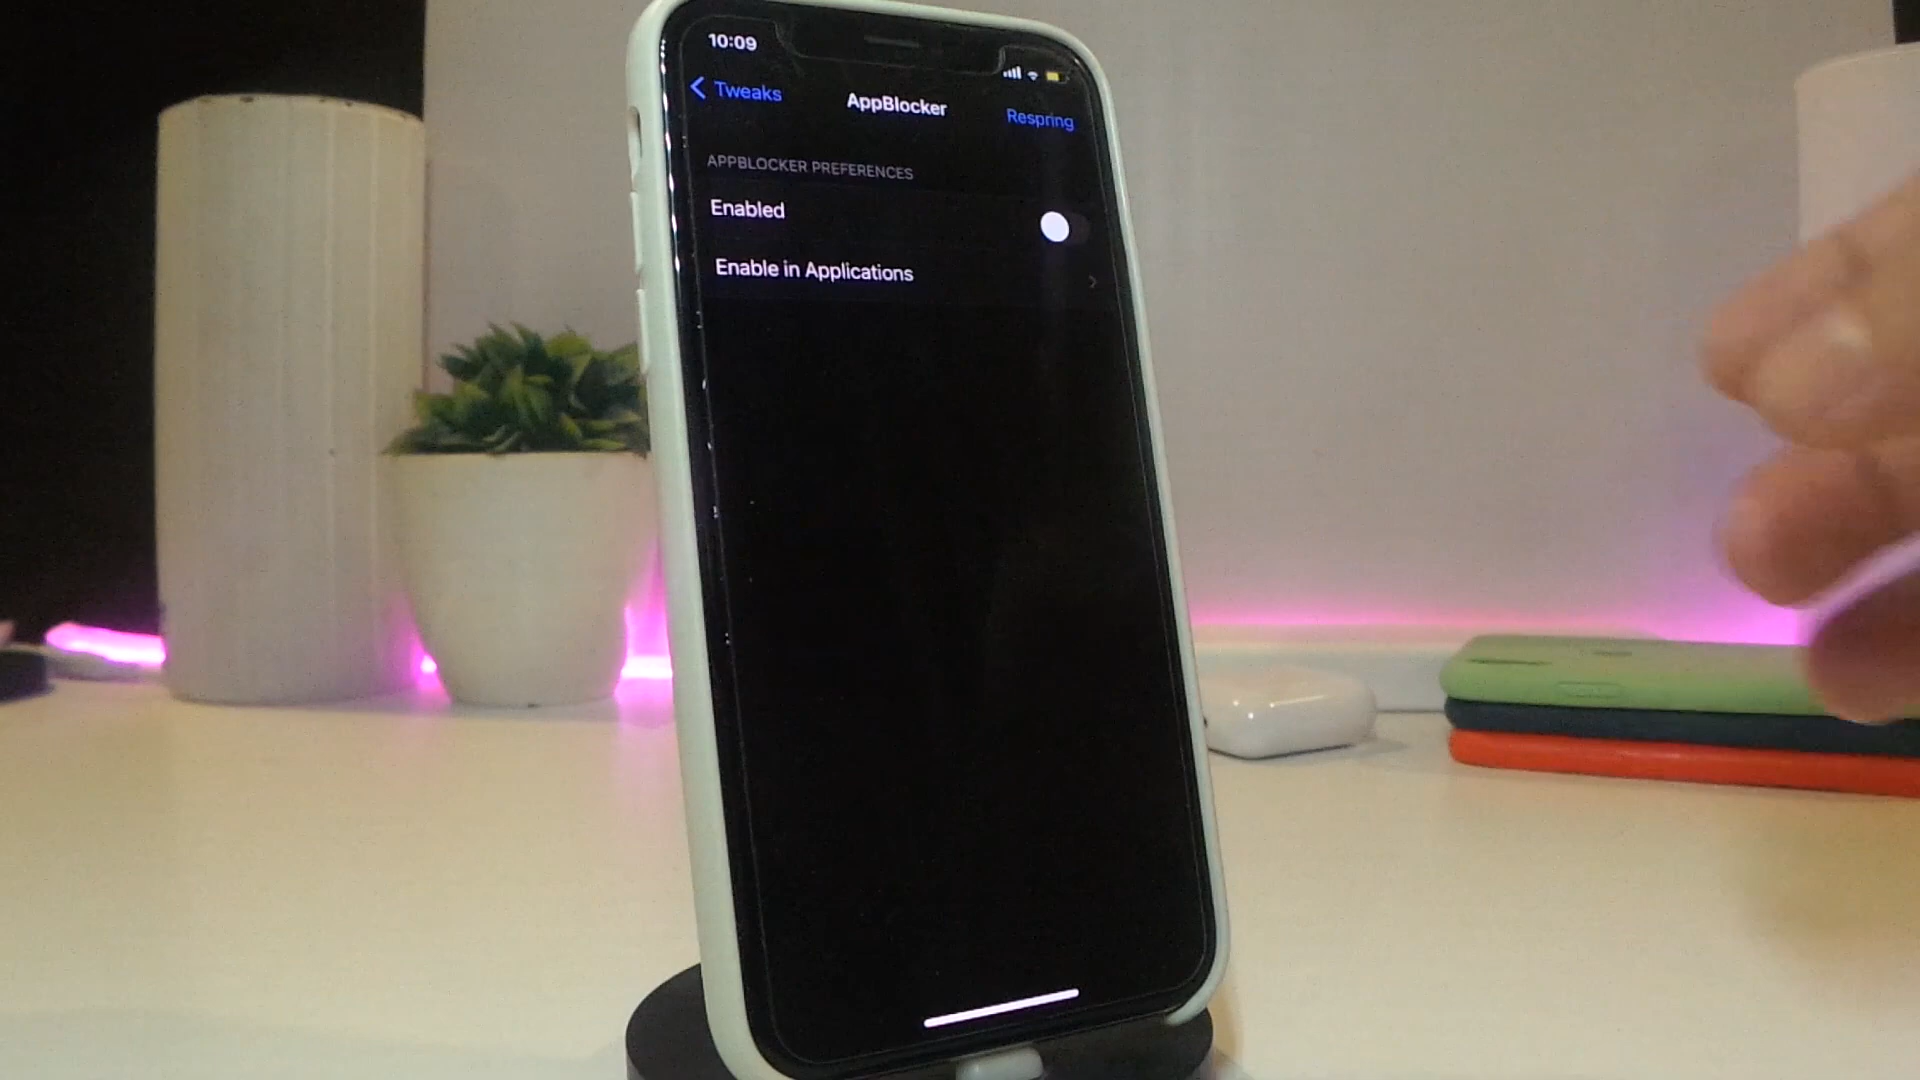 10:09
Tweaks
AppBlocker
Respring
APPBLOCKER PREFERENCES
Enabled
Enable in Applications